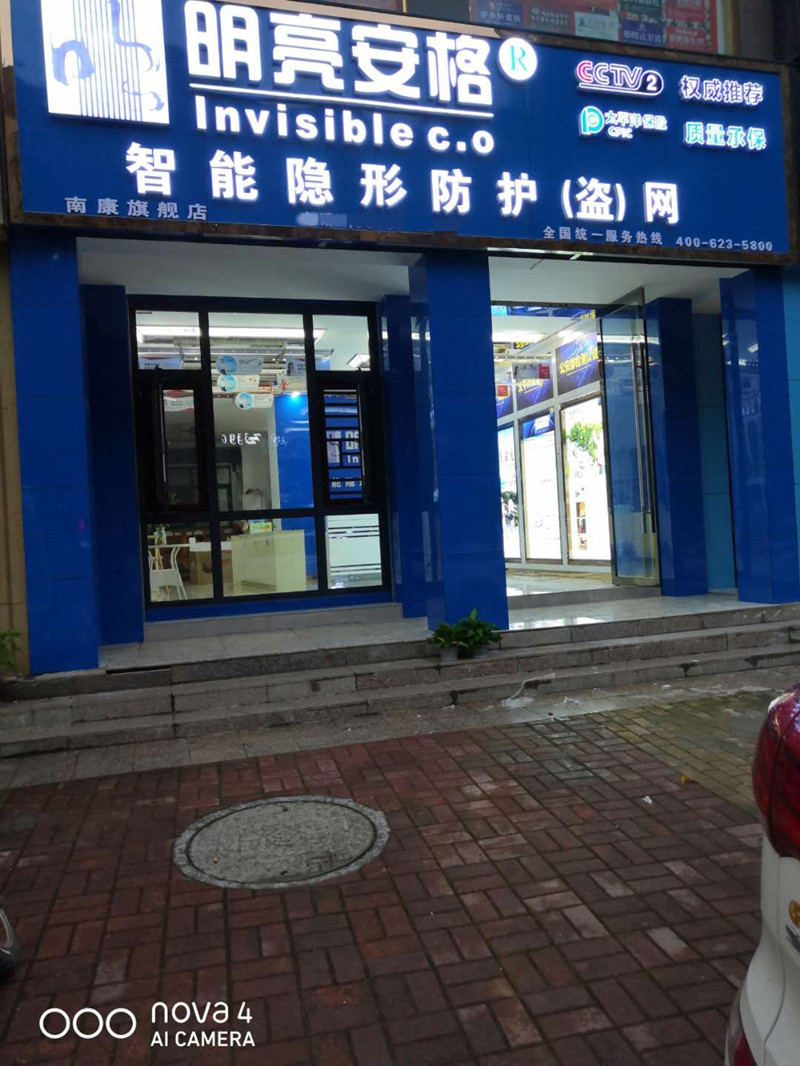 明亮安格®
Invisible c.o
CCTV 2 权威推荐
太平洋保险
CPIC
质量承保
智能隐形防护(盗)网
南康旗舰店
全国统一服务热线 400-623-5800
nova 4
AI CAMERA